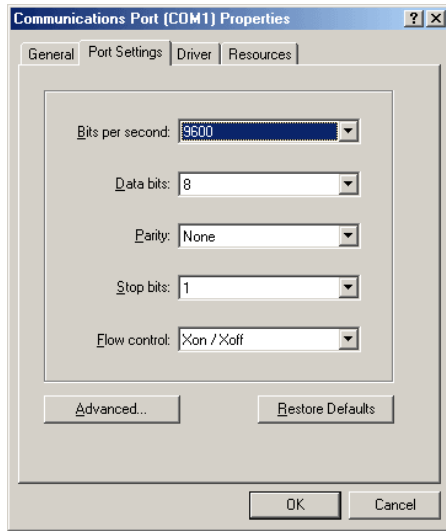 Communications Port (COM1) Properties
General Port Settings Driver Resources
Bits per second: 9600
Data bits: 8
Parity: None
Stop bits: 1
Flow control: Xon / Xoff
Advanced... Restore Defaults
OK Cancel